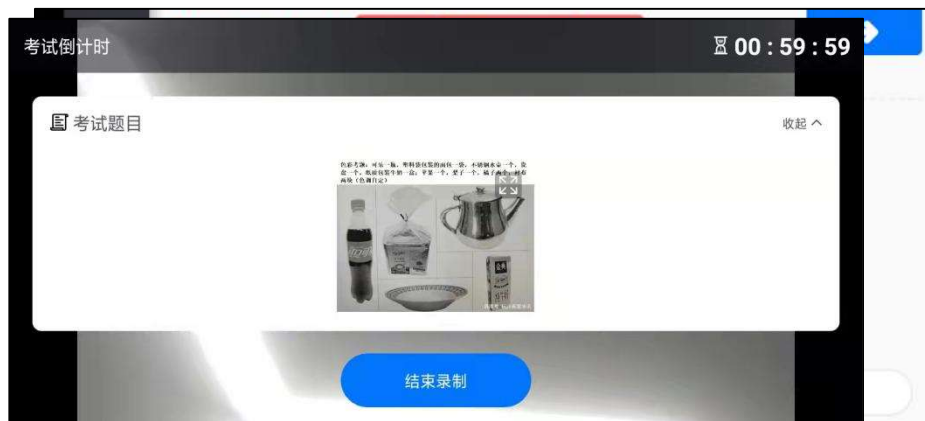 考试倒计时
00 : 59 : 59
考试题目
收起
色彩考题:可乐一瓶,塑料袋包装的面包一袋,不锈钢水壶一个,瓷
盘一个,纸质包装牛奶一盒;苹果一个,梨子一个,橘子两个;衬布
两块(色调自定)
结束录制